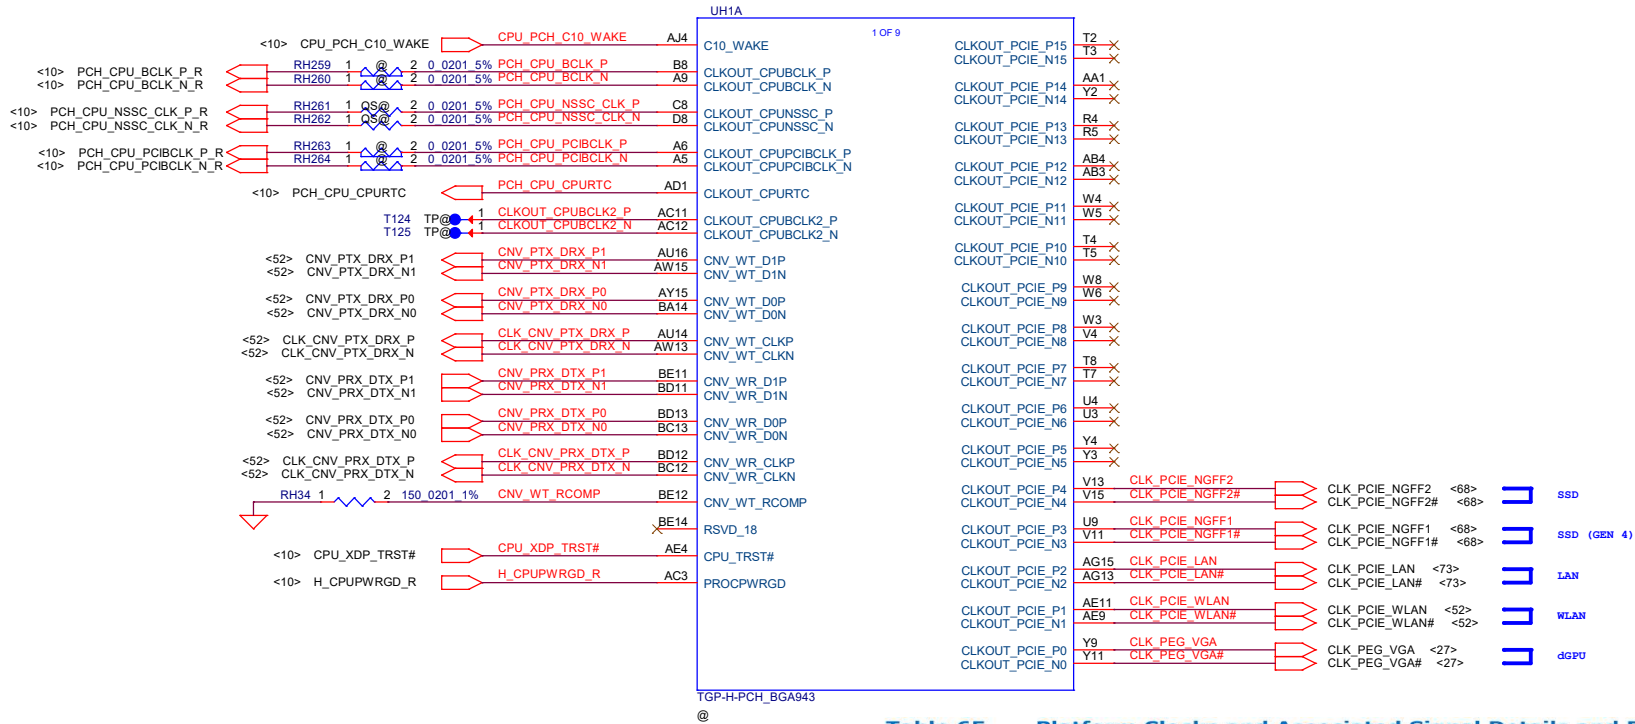 UH1A
1 OF 9
<10> CPU_PCH_C10_WAKE CPU_PCH_C10_WAKE AJ4 C10_WAKE
<10> PCH_CPU_BCLK_P_R RH259 1 @ 2 0_0201_5% PCH_CPU_BCLK_P B8 CLKOUT_CPUBCLK_P
<10> PCH_CPU_BCLK_N_R RH260 1 @ 2 0_0201_5% PCH_CPU_BCLK_N A9 CLKOUT_CPUBCLK_N
<10> PCH_CPU_NSSC_CLK_P_R RH261 1 QS@ 2 0_0201_5% PCH_CPU_NSSC_CLK_P C8 CLKOUT_CPUNSSC_P
<10> PCH_CPU_NSSC_CLK_N_R RH262 1 QS@ 2 0_0201_5% PCH_CPU_NSSC_CLK_N D8 CLKOUT_CPUNSSC_N
<10> PCH_CPU_PCIBCLK_P_R RH263 1 @ 2 0_0201_5% PCH_CPU_PCIBCLK_P A6 CLKOUT_CPUPCIBCLK_P
<10> PCH_CPU_PCIBCLK_N_R RH264 1 @ 2 0_0201_5% PCH_CPU_PCIBCLK_N A5 CLKOUT_CPUPCIBCLK_N
<10> PCH_CPU_CPURTC PCH_CPU_CPURTC AD1 CLKOUT_CPURTC
T124 TP@ 1 CLKOUT_CPUBCLK2_P AC11 CLKOUT_CPUBCLK2_P
T125 TP@ 1 CLKOUT_CPUBCLK2_N AC12 CLKOUT_CPUBCLK2_N
<52> CNV_PTX_DRX_P1 CNV_PTX_DRX_P1 AU16 CNV_WT_D1P
<52> CNV_PTX_DRX_N1 CNV_PTX_DRX_N1 AW15 CNV_WT_D1N
<52> CNV_PTX_DRX_P0 CNV_PTX_DRX_P0 AY15 CNV_WT_D0P
<52> CNV_PTX_DRX_N0 CNV_PTX_DRX_N0 BA14 CNV_WT_D0N
<52> CLK_CNV_PTX_DRX_P CLK_CNV_PTX_DRX_P AU14 CNV_WT_CLKP
<52> CLK_CNV_PTX_DRX_N CLK_CNV_PTX_DRX_N AW13 CNV_WT_CLKN
<52> CNV_PRX_DTX_P1 CNV_PRX_DTX_P1 BE11 CNV_WR_D1P
<52> CNV_PRX_DTX_N1 CNV_PRX_DTX_N1 BD11 CNV_WR_D1N
<52> CNV_PRX_DTX_P0 CNV_PRX_DTX_P0 BD13 CNV_WR_D0P
<52> CNV_PRX_DTX_N0 CNV_PRX_DTX_N0 BC13 CNV_WR_D0N
<52> CLK_CNV_PRX_DTX_P CLK_CNV_PRX_DTX_P BD12 CNV_WR_CLKP
<52> CLK_CNV_PRX_DTX_N CLK_CNV_PRX_DTX_N BC12 CNV_WR_CLKN
RH34 1 2 150_0201_1% CNV_WT_RCOMP BE12 CNV_WT_RCOMP
BE14 RSVD_18
<10> CPU_XDP_TRST# CPU_XDP_TRST# AE4 CPU_TRST#
<10> H_CPUPWRGD_R H_CPUPWRGD_R AC3 PROCPWRGD
CLKOUT_PCIE_P15 T2
CLKOUT_PCIE_N15 T3
CLKOUT_PCIE_P14 AA1
CLKOUT_PCIE_N14 Y2
CLKOUT_PCIE_P13 R4
CLKOUT_PCIE_N13 R5
CLKOUT_PCIE_P12 AB4
CLKOUT_PCIE_N12 AB3
CLKOUT_PCIE_P11 W4
CLKOUT_PCIE_N11 W5
CLKOUT_PCIE_P10 T4
CLKOUT_PCIE_N10 T5
CLKOUT_PCIE_P9 W8
CLKOUT_PCIE_N9 W6
CLKOUT_PCIE_P8 W3
CLKOUT_PCIE_N8 V4
CLKOUT_PCIE_P7 T8
CLKOUT_PCIE_N7 T7
CLKOUT_PCIE_P6 U4
CLKOUT_PCIE_N6 U3
CLKOUT_PCIE_P5 Y4
CLKOUT_PCIE_N5 Y3
CLKOUT_PCIE_P4 V13 CLK_PCIE_NGFF2 CLK_PCIE_NGFF2 <68>
CLKOUT_PCIE_N4 V15 CLK_PCIE_NGFF2# CLK_PCIE_NGFF2# <68>
SSD
CLKOUT_PCIE_P3 U9 CLK_PCIE_NGFF1 CLK_PCIE_NGFF1 <68>
CLKOUT_PCIE_N3 V11 CLK_PCIE_NGFF1# CLK_PCIE_NGFF1# <68>
SSD (GEN 4)
CLKOUT_PCIE_P2 AG15 CLK_PCIE_LAN CLK_PCIE_LAN <73>
CLKOUT_PCIE_N2 AG13 CLK_PCIE_LAN# CLK_PCIE_LAN# <73>
LAN
CLKOUT_PCIE_P1 AE11 CLK_PCIE_WLAN CLK_PCIE_WLAN <52>
CLKOUT_PCIE_N1 AE9 CLK_PCIE_WLAN# CLK_PCIE_WLAN# <52>
WLAN
CLKOUT_PCIE_P0 Y9 CLK_PEG_VGA CLK_PEG_VGA <27>
CLKOUT_PCIE_N0 Y11 CLK_PEG_VGA# CLK_PEG_VGA# <27>
dGPU
TGP-H-PCH_BGA943
@